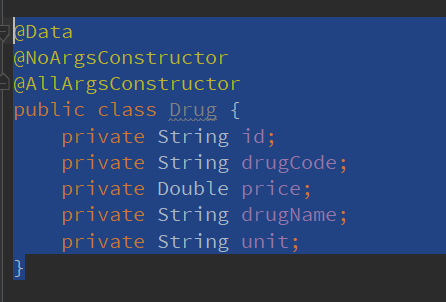 @Data
@NoArgsConstructor
@AllArgsConstructor
public class Drug {
    private String id;
    private String drugCode;
    private Double price;
    private String drugName;
    private String unit;
}